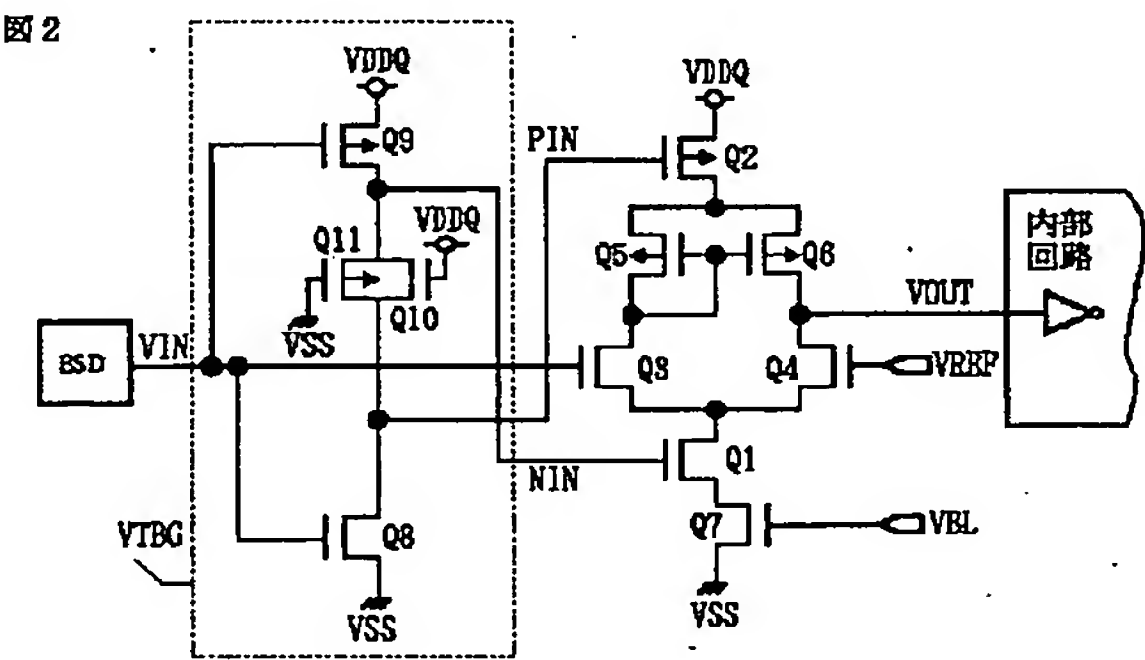 図2
VDDQ
VDDQ
Q9
PIN
Q2
VDDQ
Q11
Q5
Q6
内部
回路
Q10
VOUT
VSS
VIN
ESD
Q3
Q4
VREF
Q1
NIN
VTBG
Q8
Q7
VBL
VSS
VSS